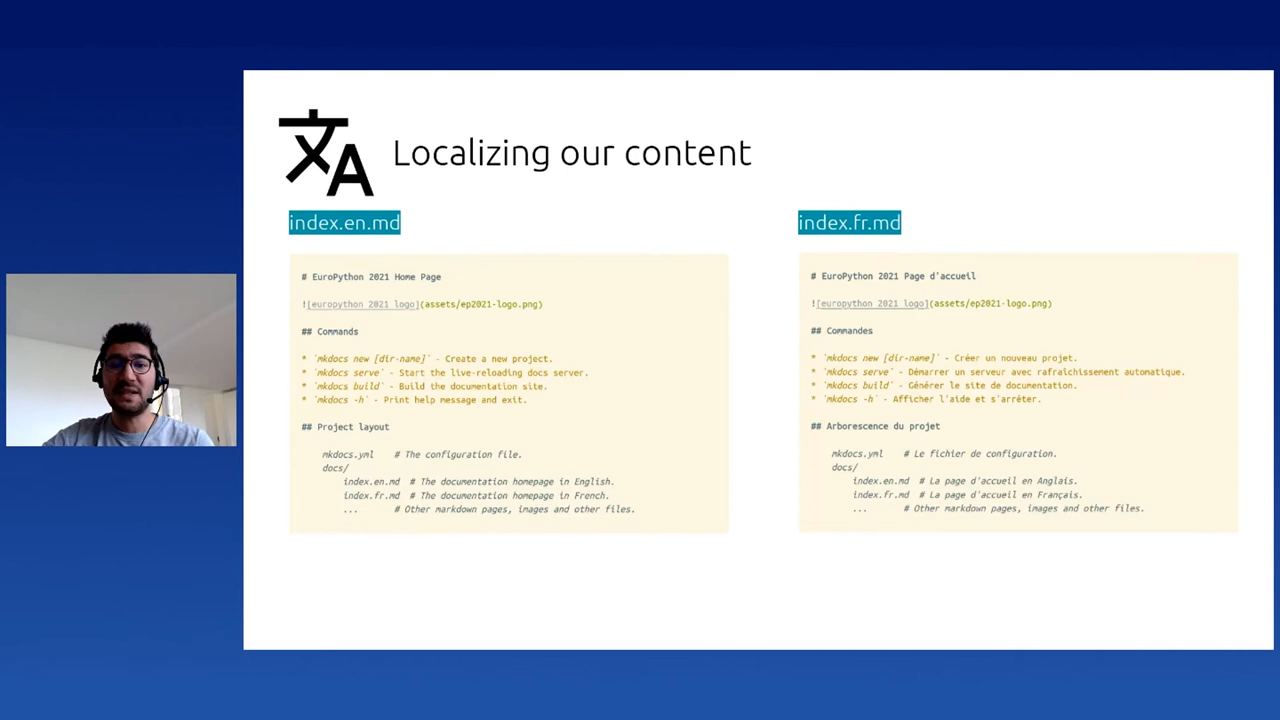 文A Localizing our content
index.en.md
# EuroPython 2021 Home Page
![europython 2021 logo](assets/ep2021-logo.png)
## Commands
* `mkdocs new [dir-name]` - Create a new project.
* `mkdocs serve` - Start the live-reloading docs server.
* `mkdocs build` - Build the documentation site.
* `mkdocs -h` - Print help message and exit.
## Project layout
mkdocs.yml # The configuration file.
docs/
index.en.md # The documentation homepage in English.
index.fr.md # The documentation homepage in French.
... # Other markdown pages, images and other files.
index.fr.md
# EuroPython 2021 Page d'accueil
![europython 2021 logo](assets/ep2021-logo.png)
## Commandes
* `mkdocs new [dir-name]` - Créer un nouveau projet.
* `mkdocs serve` - Démarrer un serveur avec rafraîchissement automatique.
* `mkdocs build` - Générer le site de documentation.
* `mkdocs -h` - Afficher l'aide et s'arrêter.
## Arborescence du projet
mkdocs.yml # Le fichier de configuration.
docs/
index.en.md # La page d'accueil en Anglais.
index.fr.md # La page d'accueil en Français.
... # Other markdown pages, images and other files.